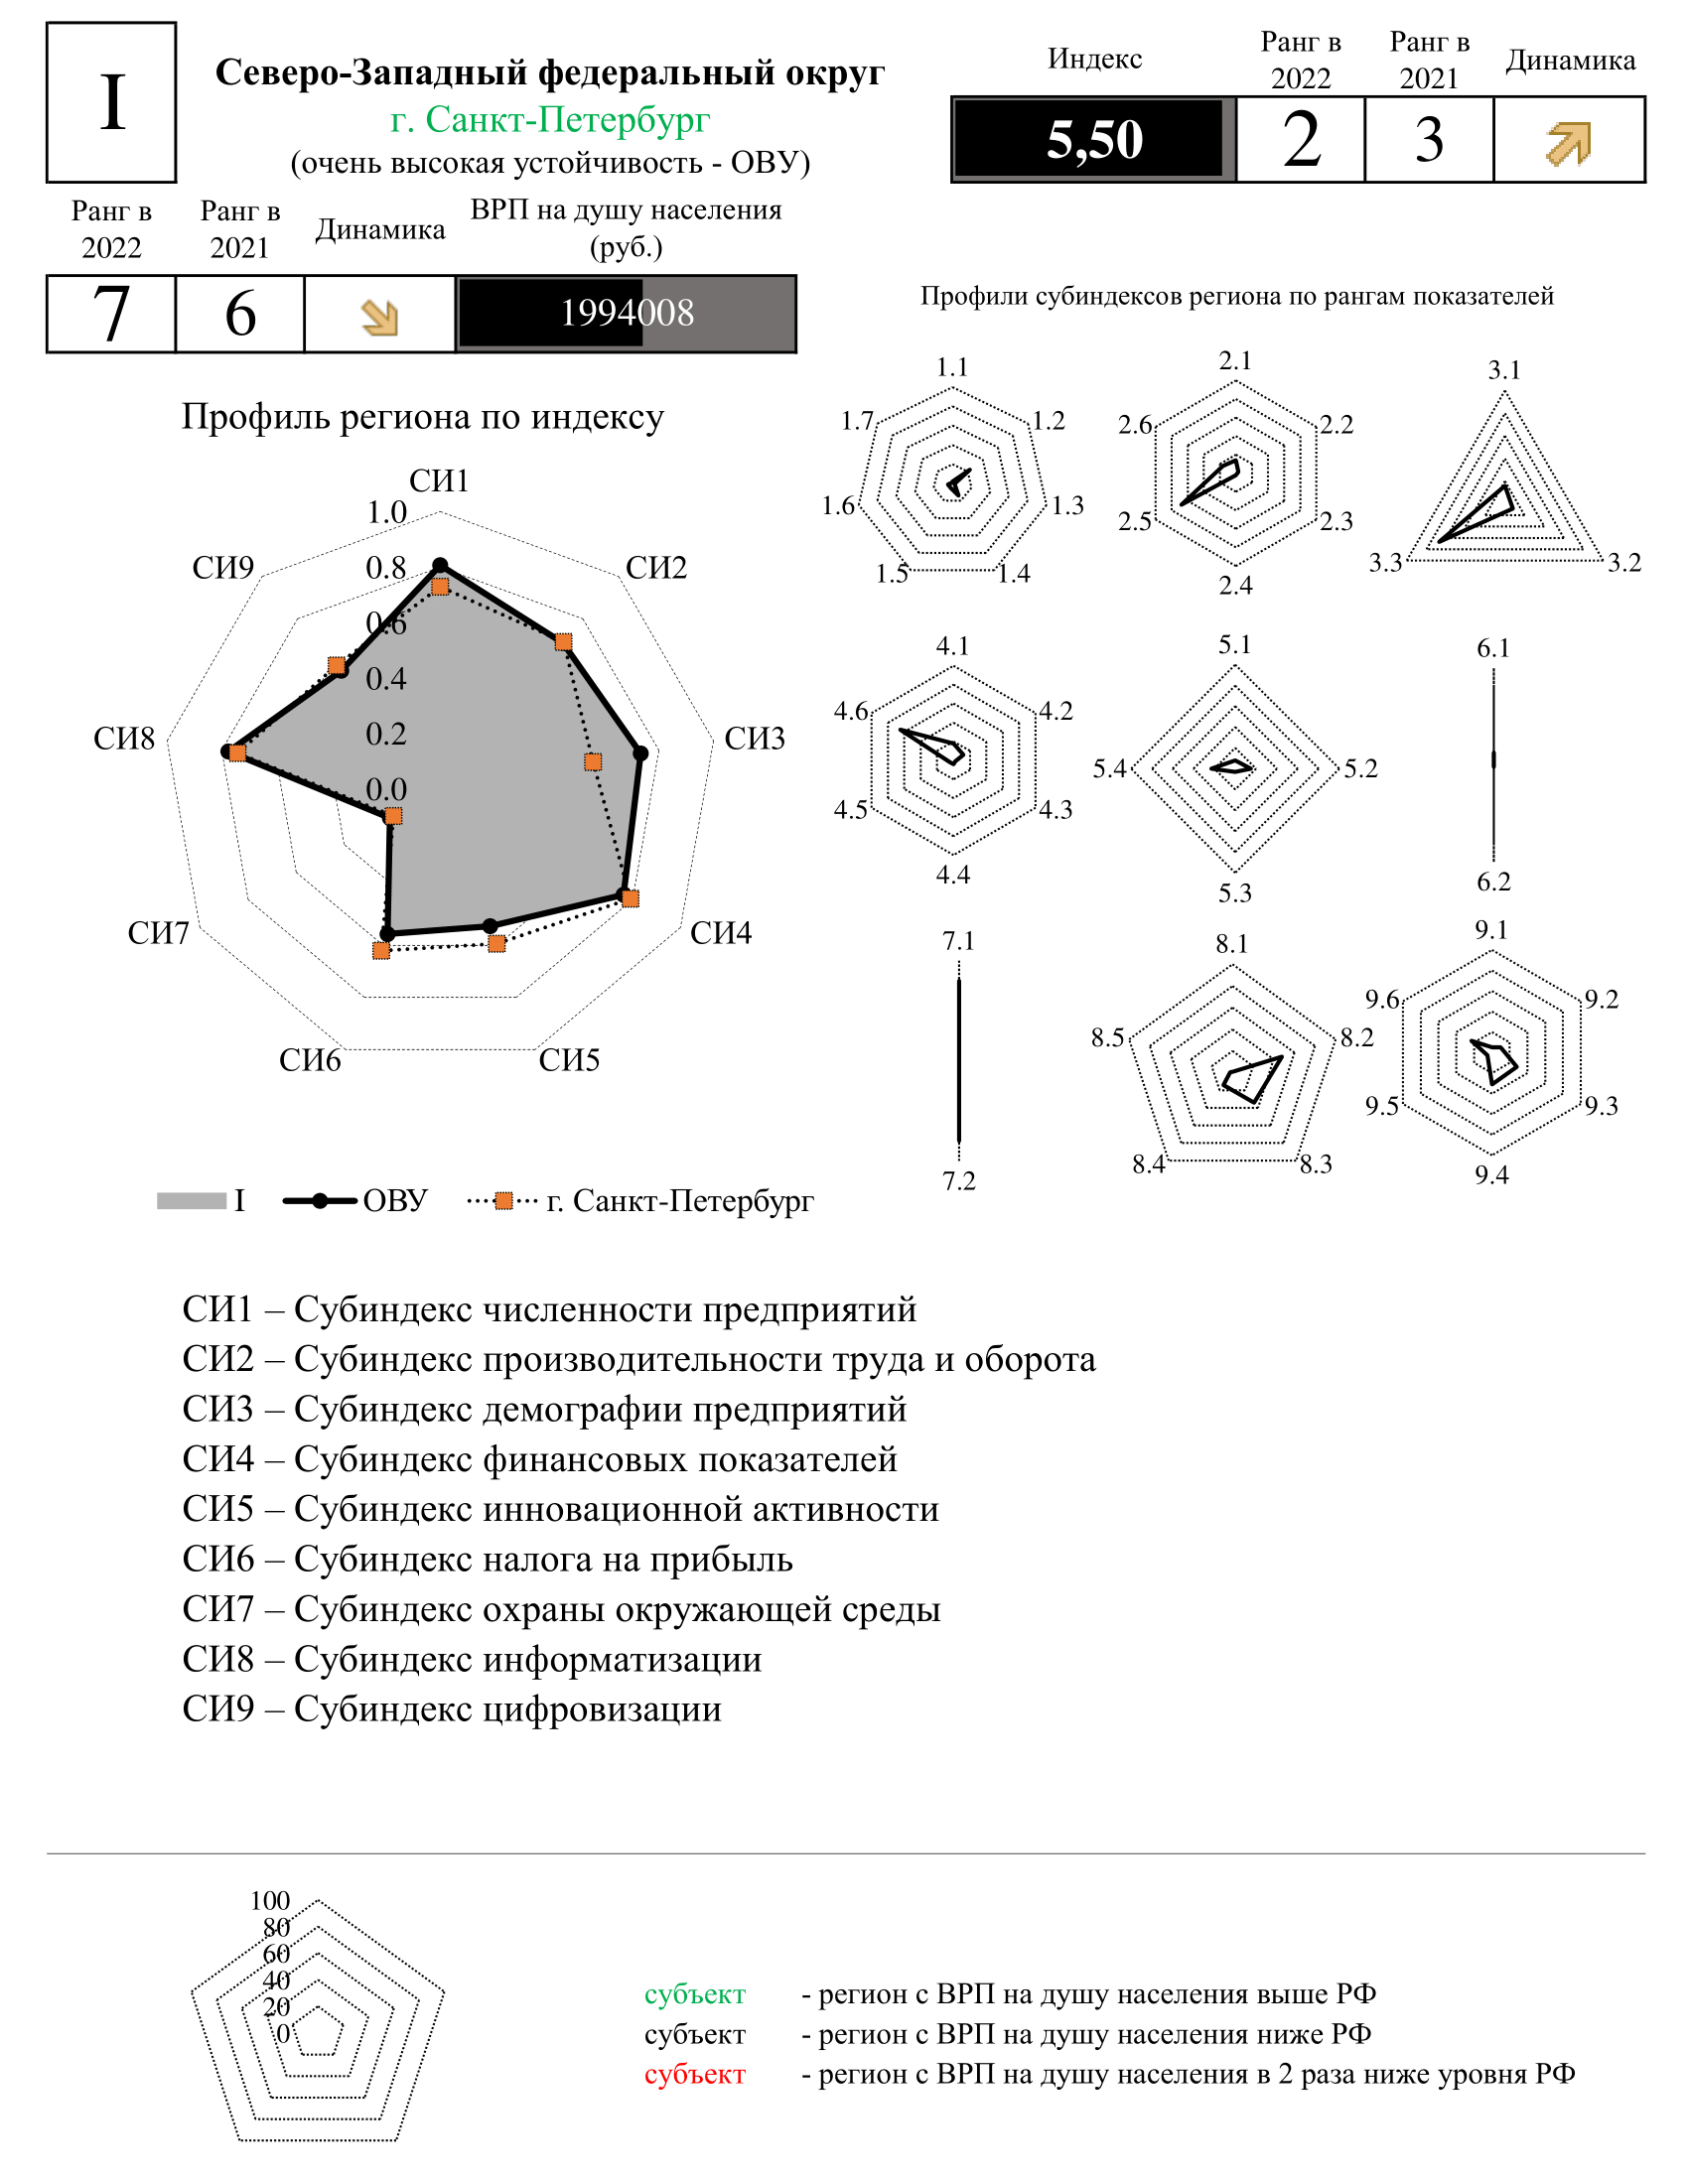 I
Северо-Западный федеральный округ
г. Санкт-Петербург
(очень высокая устойчивость - ОВУ)
Индекс
Ранг в
2022
Ранг в
2021
Динамика
5,50
2
3
Ранг в
2022
Ранг в
2021
Динамика
ВРП на душу населения
(руб.)
7
6
1994008
Профили субиндексов региона по рангам показателей
Профиль региона по индексу
СИ1
СИ2
СИ3
СИ4
СИ5
СИ6
СИ7
СИ8
СИ9
1.0
0.8
0.6
0.4
0.2
0.0
I
ОВУ
г. Санкт-Петербург
1.1
1.2
1.3
1.4
1.5
1.6
1.7
2.1
2.2
2.3
2.4
2.5
2.6
3.1
3.2
3.3
4.1
4.2
4.3
4.4
4.5
4.6
5.1
5.2
5.3
5.4
6.1
6.2
7.1
7.2
8.1
8.2
8.3
8.4
8.5
9.1
9.2
9.3
9.4
9.5
9.6
СИ1 – Субиндекс численности предприятий
СИ2 – Субиндекс производительности труда и оборота
СИ3 – Субиндекс демографии предприятий
СИ4 – Субиндекс финансовых показателей
СИ5 – Субиндекс инновационной активности
СИ6 – Субиндекс налога на прибыль
СИ7 – Субиндекс охраны окружающей среды
СИ8 – Субиндекс информатизации
СИ9 – Субиндекс цифровизации
100
80
60
40
20
0
субъект - регион с ВРП на душу населения выше РФ
субъект - регион с ВРП на душу населения ниже РФ
субъект - регион с ВРП на душу населения в 2 раза ниже уровня РФ